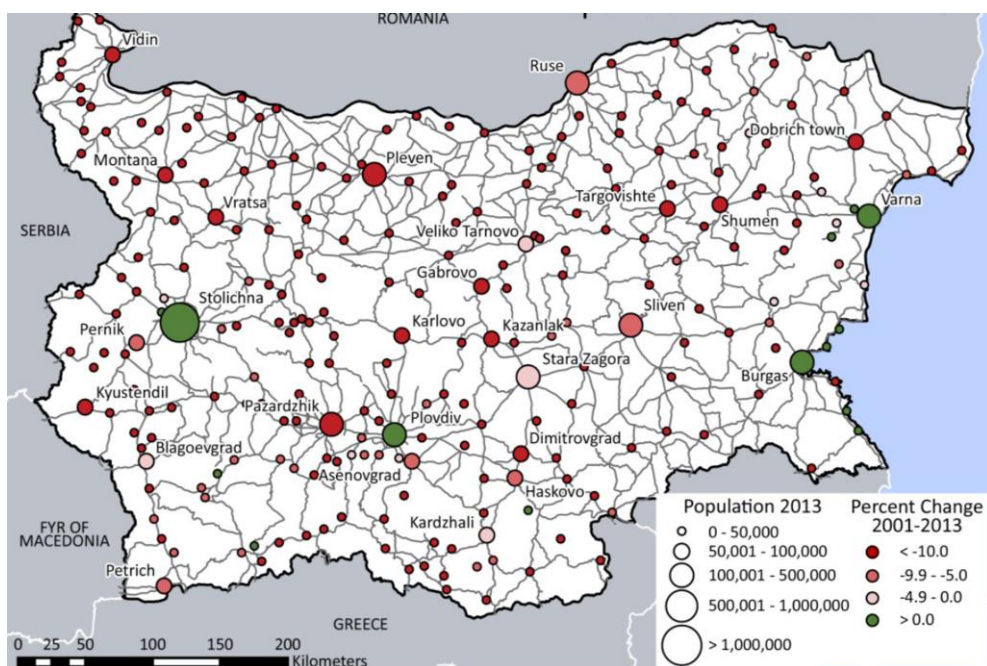 ROMANIA
Vidin
Ruse
Dobrich town
Montana
Pleven
Targovishte
Varna
Vratsa
Shumen
SERBIA
Veliko Tarnovo
Gabrovo
Stolichna
Sliven
Pernik
Karlovo
Kazanlak
Stara Zagora
Burgas
Kyustendil
Pazardzhik
Plovdiv
Dimitrovgrad
Blagoevgrad
Asenovgrad
Haskovo
Kardzhali
FYR OF
MACEDONIA
Petrich
GREECE
Population 2013
0 - 50,000
50,001 - 100,000
100,001 - 500,000
500,001 - 1,000,000
> 1,000,000
Percent Change
2001-2013
< -10.0
-9.9 - -5.0
-4.9 - 0.0
> 0.0
0 25 50 100 150 200
Kilometers